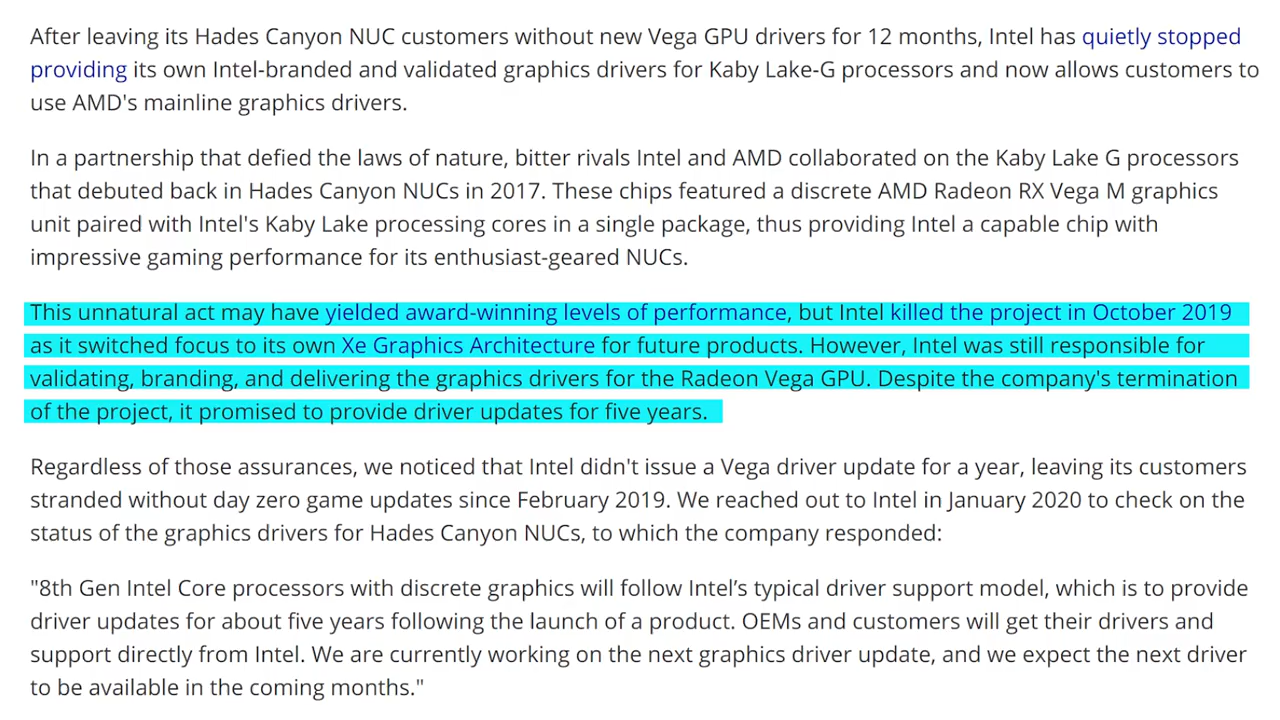 After leaving its Hades Canyon NUC customers without new Vega GPU drivers for 12 months, Intel has quietly stopped
providing its own Intel-branded and validated graphics drivers for Kaby Lake-G processors and now allows customers to
use AMD's mainline graphics drivers.
In a partnership that defied the laws of nature, bitter rivals Intel and AMD collaborated on the Kaby Lake G processors
that debuted back in Hades Canyon NUCs in 2017. These chips featured a discrete AMD Radeon RX Vega M graphics
unit paired with Intel's Kaby Lake processing cores in a single package, thus providing Intel a capable chip with
impressive gaming performance for its enthusiast-geared NUCs.
This unnatural act may have yielded award-winning levels of performance, but Intel killed the project in October 2019
as it switched focus to its own Xe Graphics Architecture for future products. However, Intel was still responsible for
validating, branding, and delivering the graphics drivers for the Radeon Vega GPU. Despite the company's termination
of the project, it promised to provide driver updates for five years.
Regardless of those assurances, we noticed that Intel didn't issue a Vega driver update for a year, leaving its customers
stranded without day zero game updates since February 2019. We reached out to Intel in January 2020 to check on the
status of the graphics drivers for Hades Canyon NUCs, to which the company responded:
"8th Gen Intel Core processors with discrete graphics will follow Intel’s typical driver support model, which is to provide
driver updates for about five years following the launch of a product. OEMs and customers will get their drivers and
support directly from Intel. We are currently working on the next graphics driver update, and we expect the next driver
to be available in the coming months."